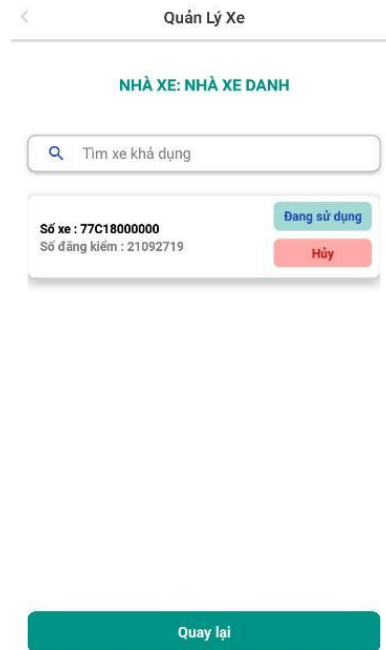 Quản Lý Xe
NHÀ XE: NHÀ XE DANH
Tìm xe khả dụng
Đang sử dụng
Số xe : 77C18000000
Số đăng kiểm : 21092719
Hủy
Quay lại